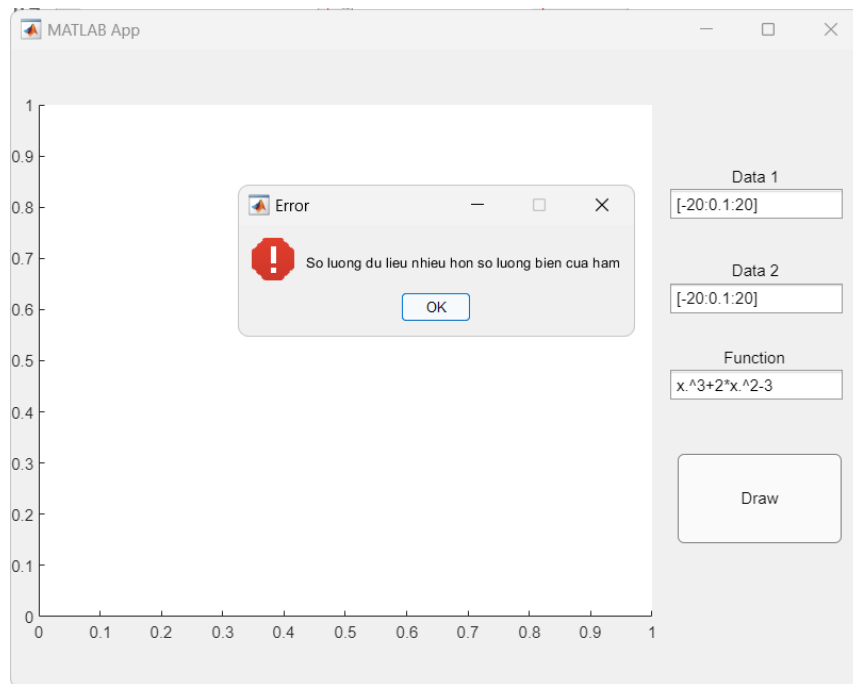 MATLAB App
1
0.9
0.8
0.7
0.6
0.5
0.4
0.3
0.2
0.1
0
0 0.1 0.2 0.3 0.4 0.5 0.6 0.7 0.8 0.9 1
Error
So luong du lieu nhieu hon so luong bien cua ham
OK
Data 1
[-20:0.1:20]
Data 2
[-20:0.1:20]
Function
x.^3+2*x.^2-3
Draw